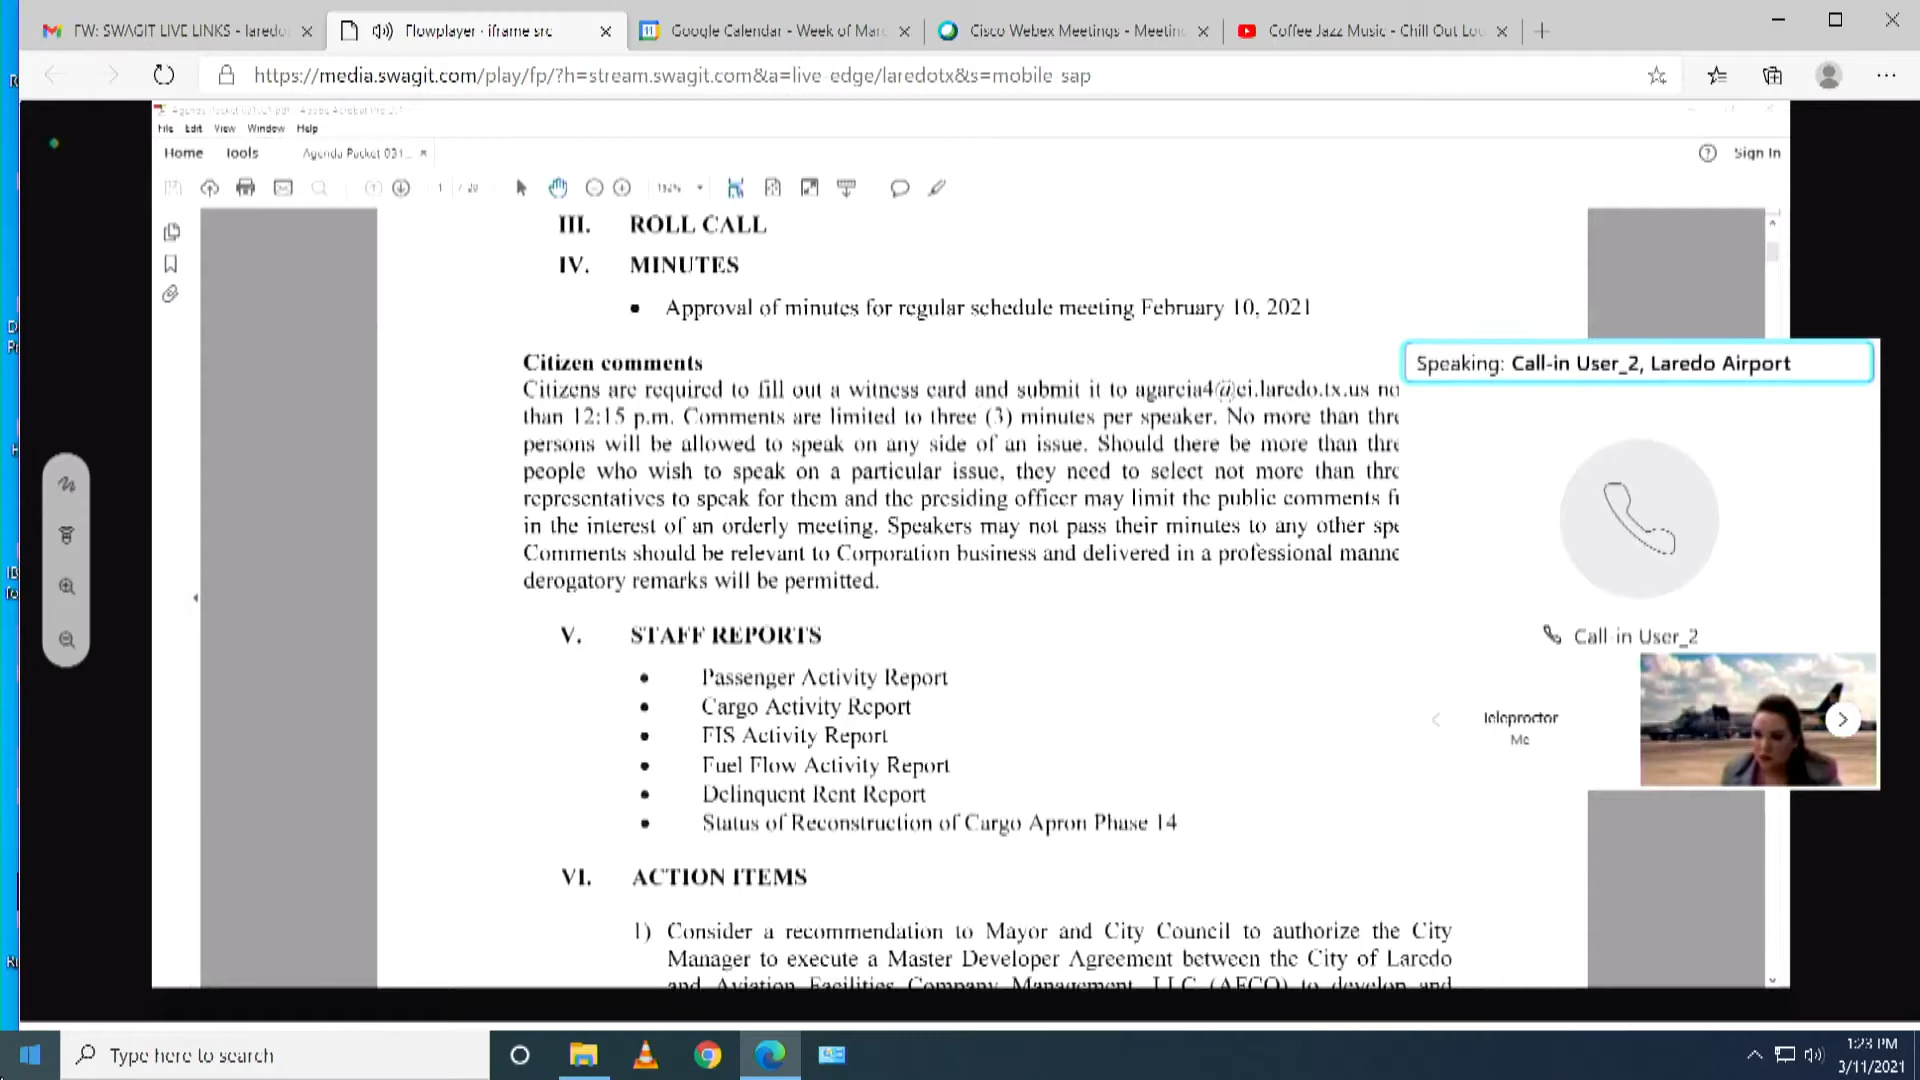 FW: SWAGIT LIVE LINKS - laredo
Flowplayer · iframe src
Google Calendar - Week of Marc
Cisco Webex Meetings - Meeting
Coffee Jazz Music - Chill Out Lou
https://media.swagit.com/play/fp/?h=stream.swagit.com&a=live-edge/laredotx&s=mobile-sap
File Edit View Window Help
Home Tools
Agenda Packet 031...
Sign In
1 / 20
III. ROLL CALL
IV. MINUTES
• Approval of minutes for regular schedule meeting February 10, 2021
Citizen comments
Citizens are required to fill out a witness card and submit it to agarcia4@ci.laredo.tx.us no
than 12:15 p.m. Comments are limited to three (3) minutes per speaker. No more than thre
persons will be allowed to speak on any side of an issue. Should there be more than thre
people who wish to speak on a particular issue, they need to select not more than thre
representatives to speak for them and the presiding officer may limit the public comments f
in the interest of an orderly meeting. Speakers may not pass their minutes to any other spe
Comments should be relevant to Corporation business and delivered in a professional manne
derogatory remarks will be permitted.
Speaking: Call-in User_2, Laredo Airport
Call-in User_2
Teleproctor
Me
V. STAFF REPORTS
• Passenger Activity Report
• Cargo Activity Report
• FIS Activity Report
• Fuel Flow Activity Report
• Delinquent Rent Report
• Status of Reconstruction of Cargo Apron Phase 14
VI. ACTION ITEMS
1) Consider a recommendation to Mayor and City Council to authorize the City
Manager to execute a Master Developer Agreement between the City of Laredo
and Aviation Facilities Company Management, LLC (AFCO) to develop and
Type here to search
1:23 PM
3/11/2021